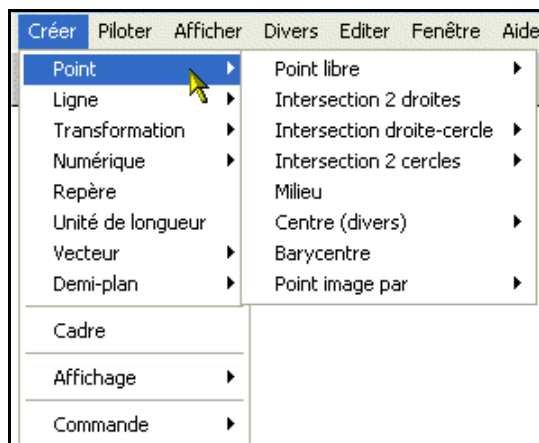 Créer Piloter Afficher Divers Editer Fenêtre Aide
Point
Ligne
Transformation
Numérique
Repère
Unité de longueur
Vecteur
Demi-plan
Cadre
Affichage
Commande
Point libre
Intersection 2 droites
Intersection droite-cercle
Intersection 2 cercles
Milieu
Centre (divers)
Barycentre
Point image par